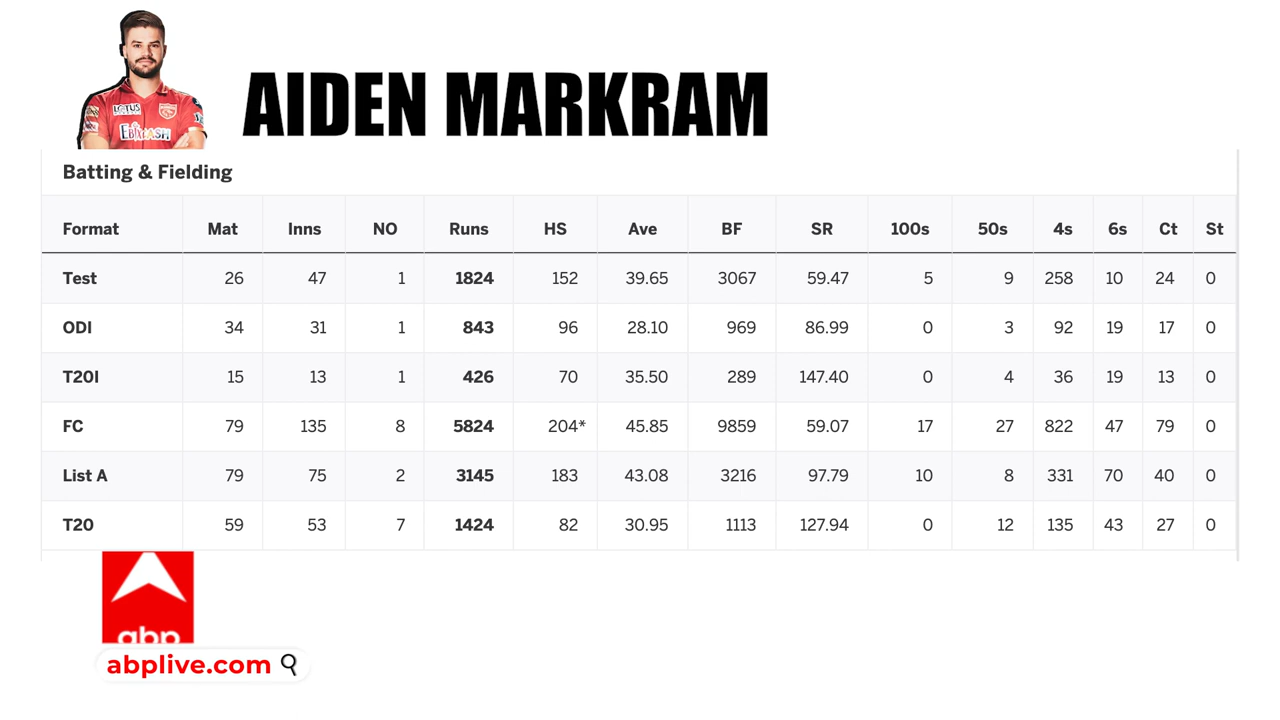 AIDEN MARKRAM
LOTUS
EbixCash
Batting & Fielding
Format Mat Inns NO Runs HS Ave BF SR 100s 50s 4s 6s Ct St
Test 26 47 1 1824 152 39.65 3067 59.47 5 9 258 10 24 0
ODI 34 31 1 843 96 28.10 969 86.99 0 3 92 19 17 0
T20I 15 13 1 426 70 35.50 289 147.40 0 4 36 19 13 0
FC 79 135 8 5824 204* 45.85 9859 59.07 17 27 822 47 79 0
List A 79 75 2 3145 183 43.08 3216 97.79 10 8 331 70 40 0
T20 59 53 7 1424 82 30.95 1113 127.94 0 12 135 43 27 0
abp
abplive.com